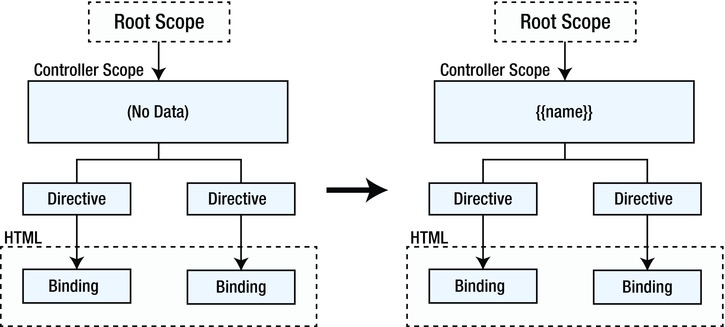 Root Scope
Controller Scope
(No Data)
Directive
Directive
HTML
Binding
Binding
Root Scope
Controller Scope
{{name}}
Directive
Directive
HTML
Binding
Binding